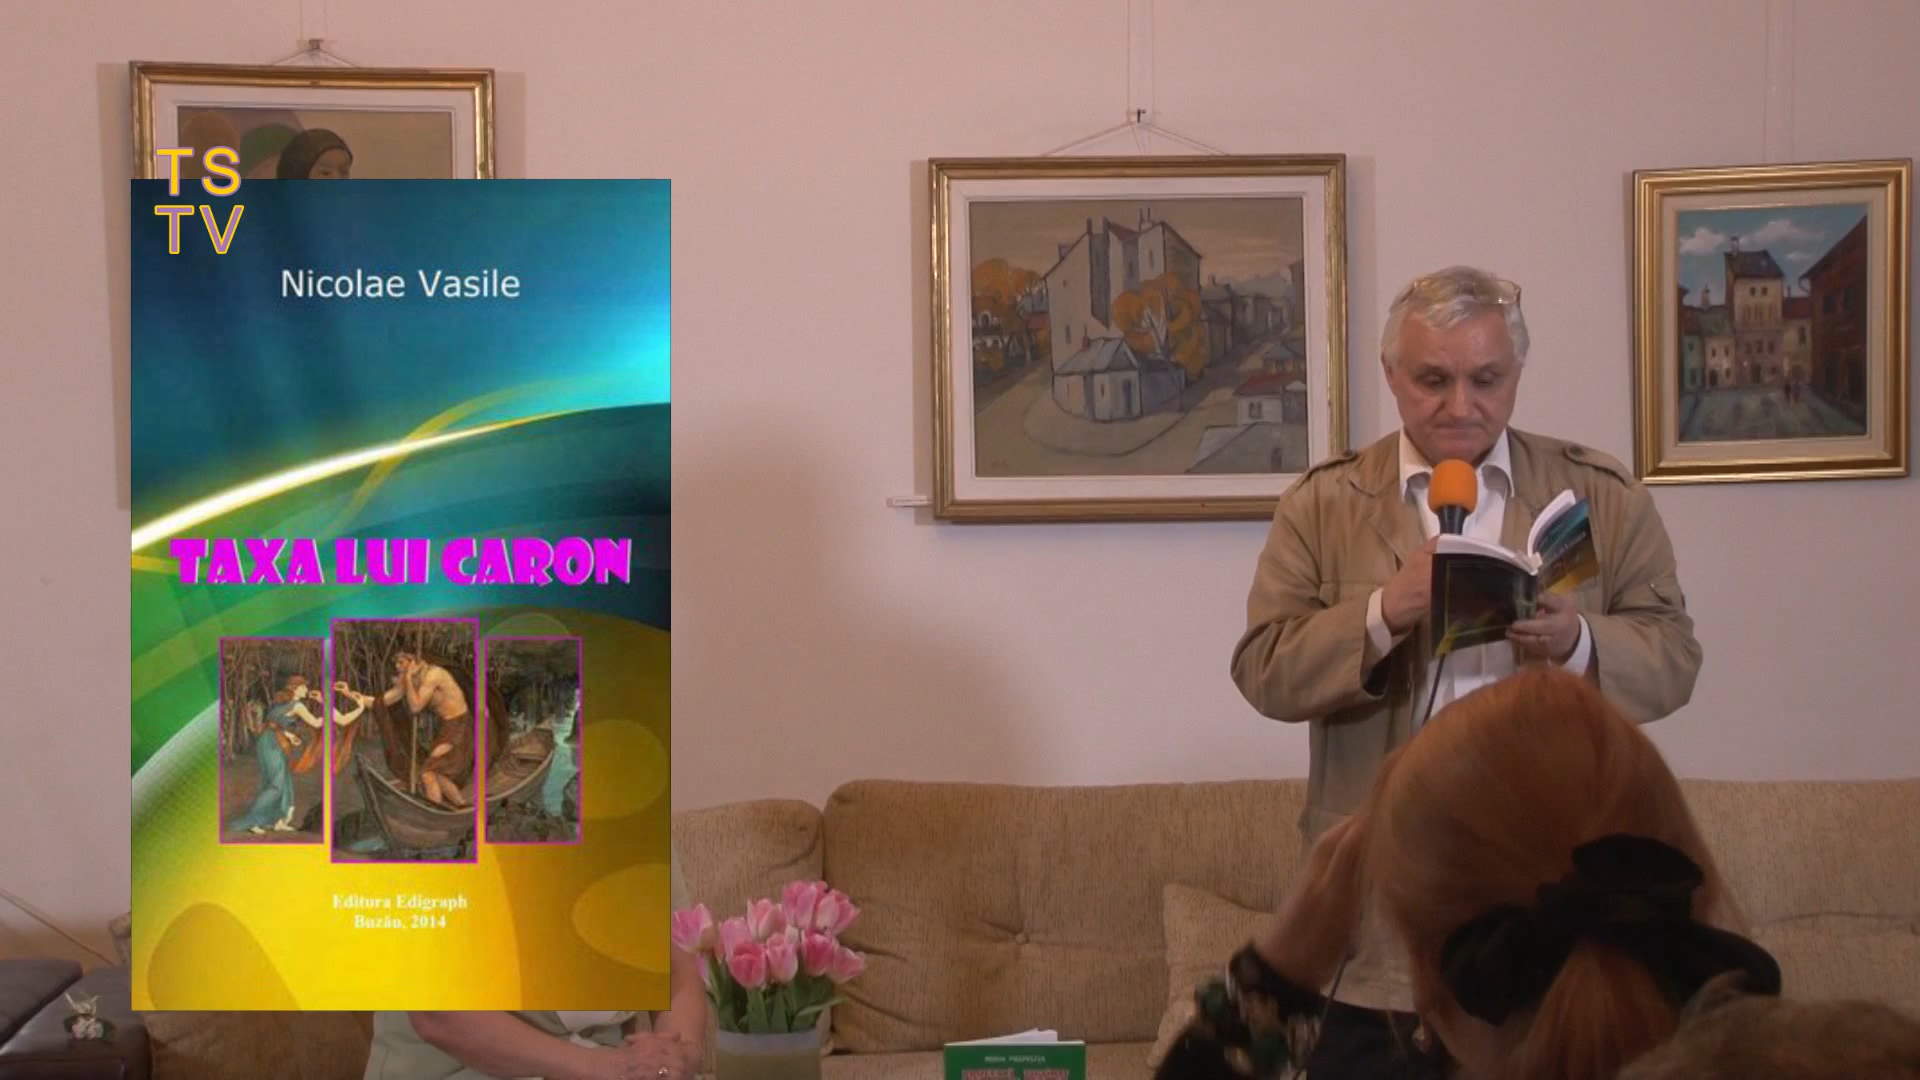 TS
TV
Nicolae Vasile
TAXA LUI CARON
Editura Edigraph
Buzău, 2014